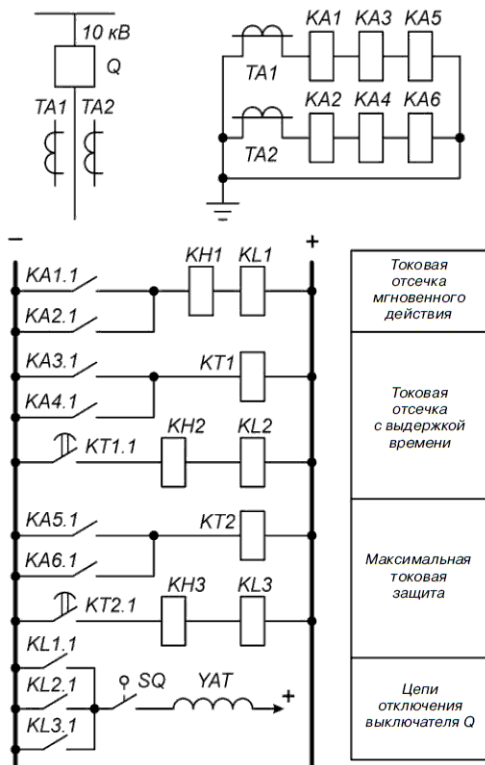 10 кВ
Q
TA1 TA2
KA1 KA3 KA5
TA1
KA2 KA4 KA6
TA2
– +
KA1.1
KH1 KL1
KA2.1
Токовая
отсечка
мгновенного
действия
KA3.1
KT1
KA4.1
KT1.1
KH2 KL2
Токовая
отсечка
с выдержкой
времени
KA5.1
KT2
KA6.1
KT2.1
KH3 KL3
Максимальная
токовая
защита
KL1.1
KL2.1
SQ YAT +
KL3.1
Цепи
отключения
выключателя Q